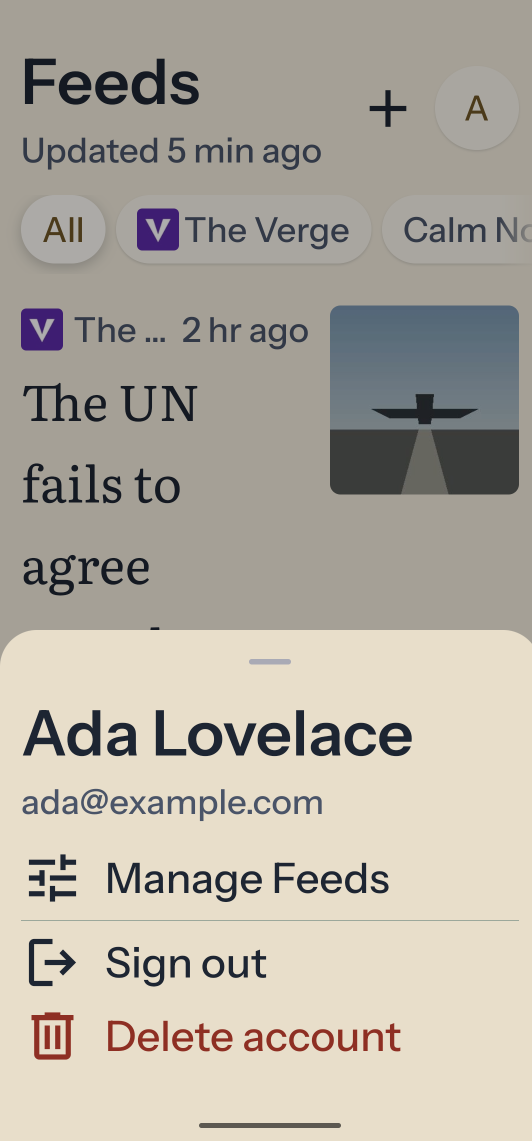 Feeds
A
Updated 5 min ago
All
The Verge
Calm
The ... 2 hr ago
The UN
fails to
agree
Ada Lovelace
ada@example.com
Manage Feeds
Sign out
Delete account